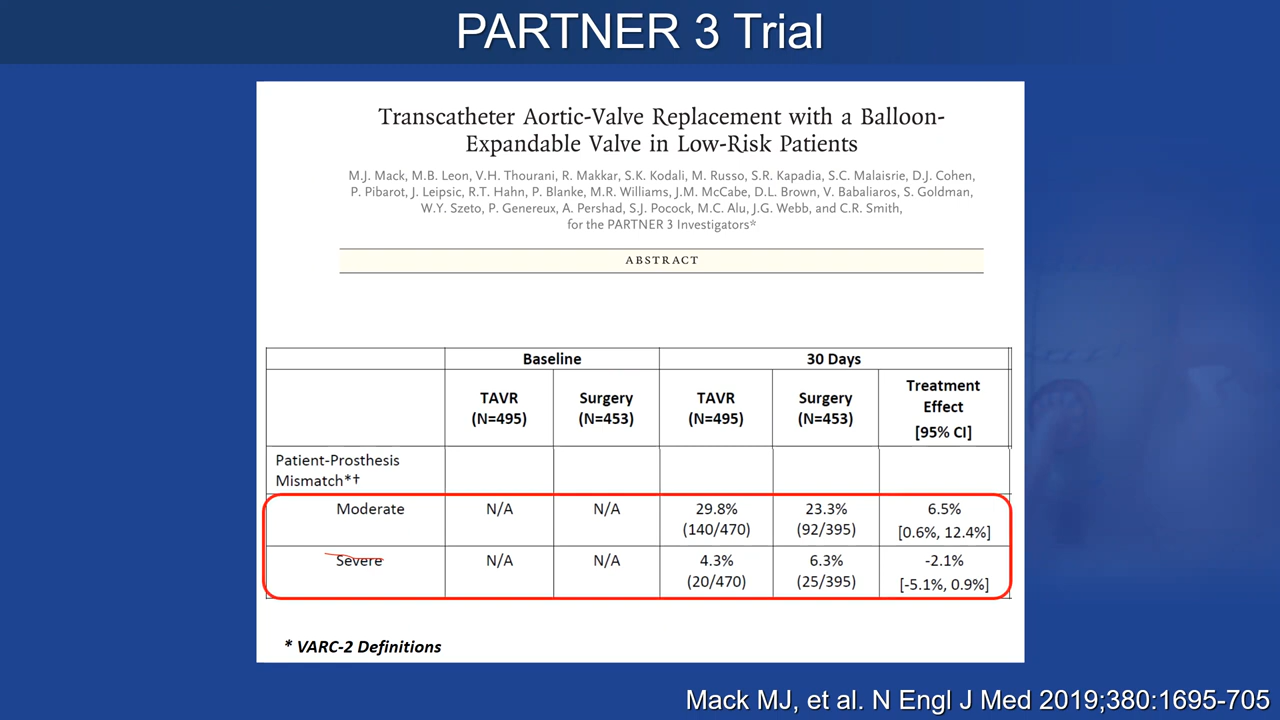 PARTNER 3 Trial
Transcatheter Aortic-Valve Replacement with a Balloon-
Expandable Valve in Low-Risk Patients
M.J. Mack, M.B. Leon, V.H. Thourani, R. Makkar, S.K. Kodali, M. Russo, S.R. Kapadia, S.C. Malaisrie, D.J. Cohen,
P. Pibarot, J. Leipsic, R.T. Hahn, P. Blanke, M.R. Williams, J.M. McCabe, D.L. Brown, V. Babaliaros, S. Goldman,
W.Y. Szeto, P. Genereux, A. Pershad, S.J. Pocock, M.C. Alu, J.G. Webb, and C.R. Smith,
for the PARTNER 3 Investigators*
ABSTRACT
Baseline 30 Days
TAVR Surgery TAVR Surgery Treatment
(N=495) (N=453) (N=495) (N=453) Effect
[95% CI]
Patient-Prosthesis
Mismatch*†
Moderate N/A N/A 29.8% 23.3% 6.5%
(140/470) (92/395) [0.6%, 12.4%]
Severe N/A N/A 4.3% 6.3% -2.1%
(20/470) (25/395) [-5.1%, 0.9%]
* VARC-2 Definitions
Mack MJ, et al. N Engl J Med 2019;380:1695-705